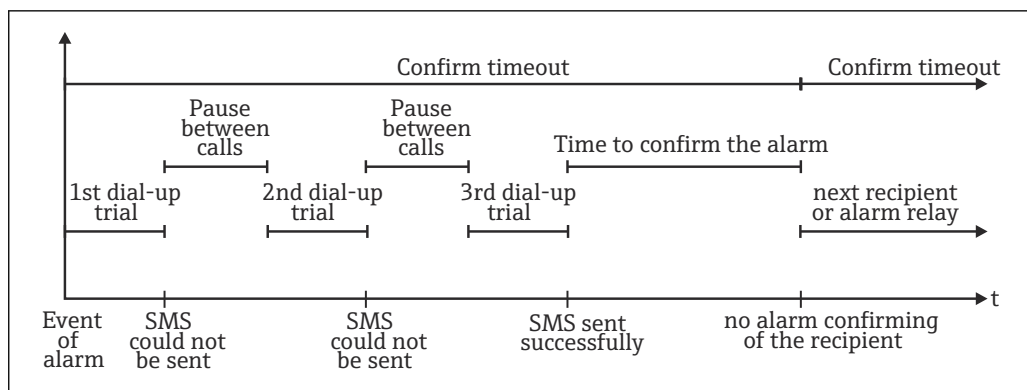 Confirm timeout
Confirm timeout
Pause
between
calls
Pause
between
calls
Time to confirm the alarm
1st dial-up
trial
2nd dial-up
trial
3rd dial-up
trial
next recipient
or alarm relay
t
Event
of
alarm
SMS
could not
be sent
SMS
could not
be sent
SMS sent
successfully
no alarm confirming
of the recipient